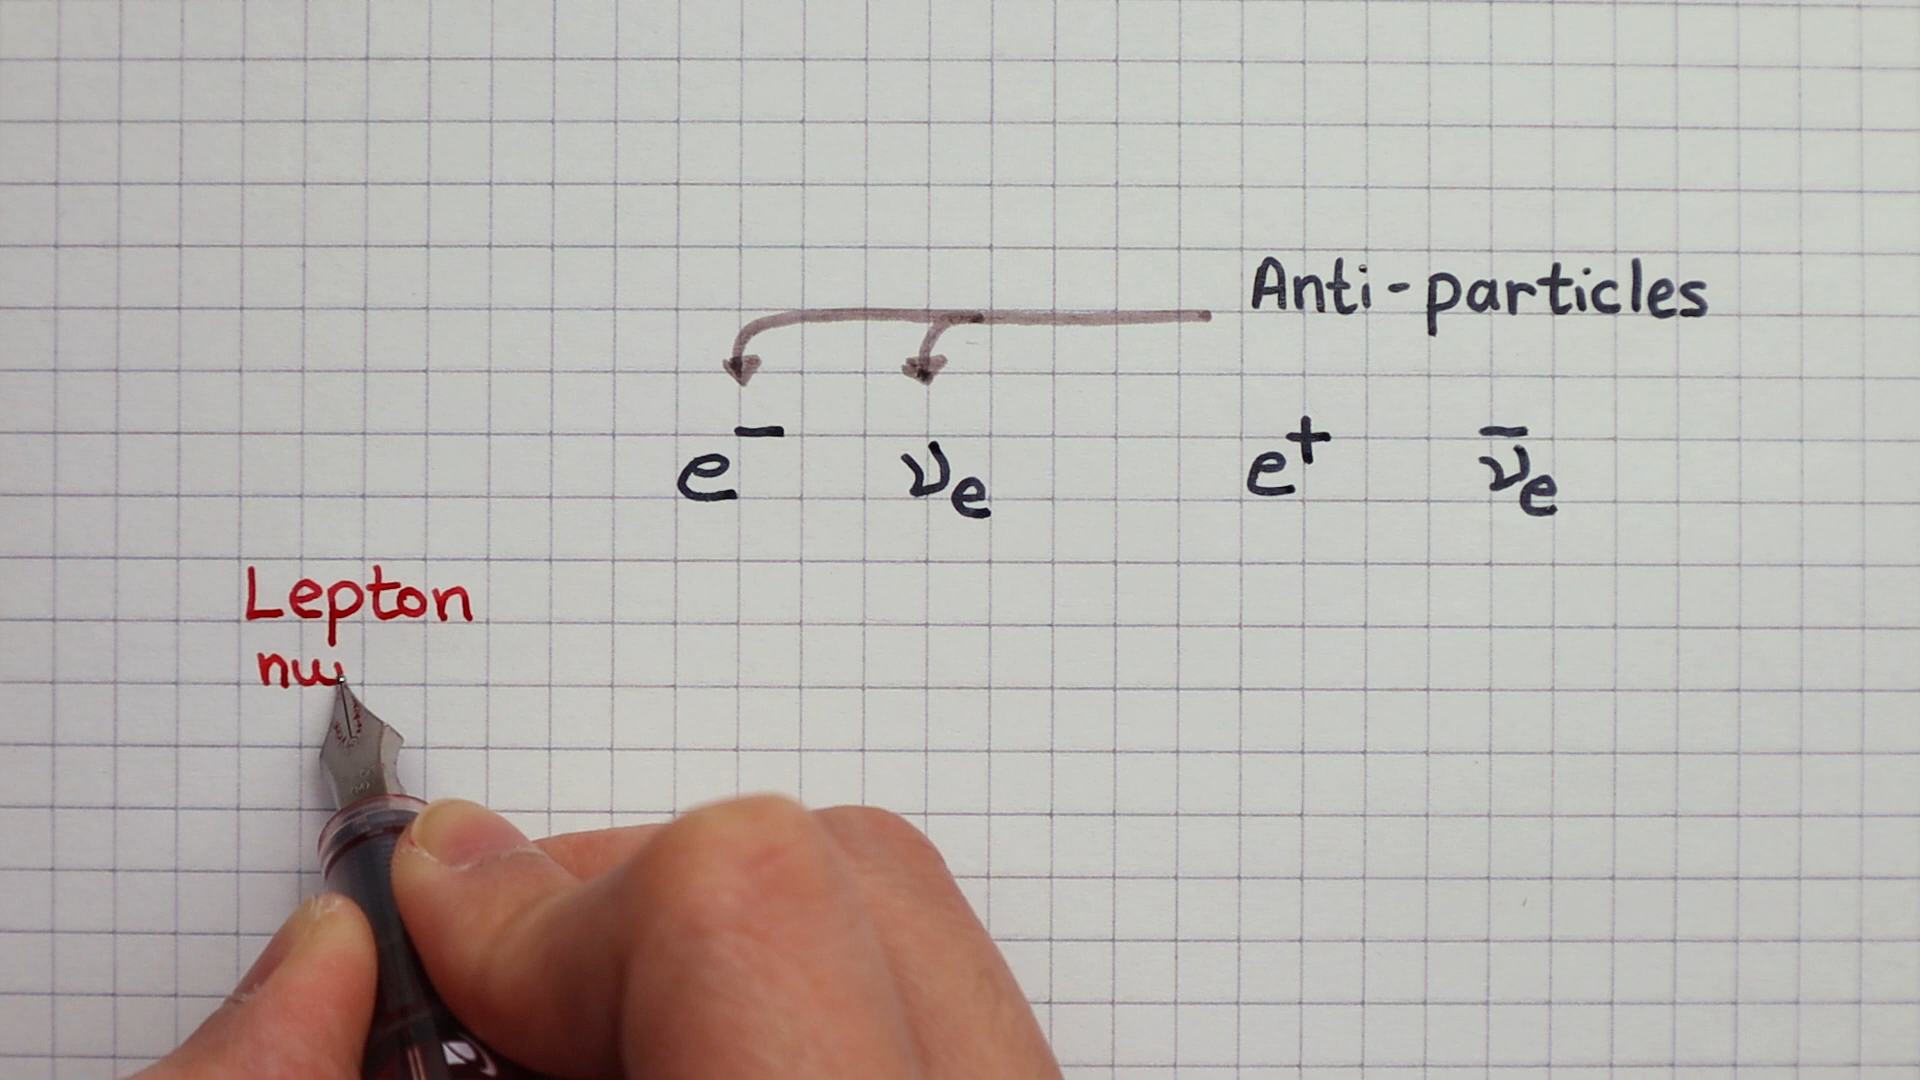 Anti-particles
e⁻ νₑ e⁺ ν̄ₑ
Lepton
nu